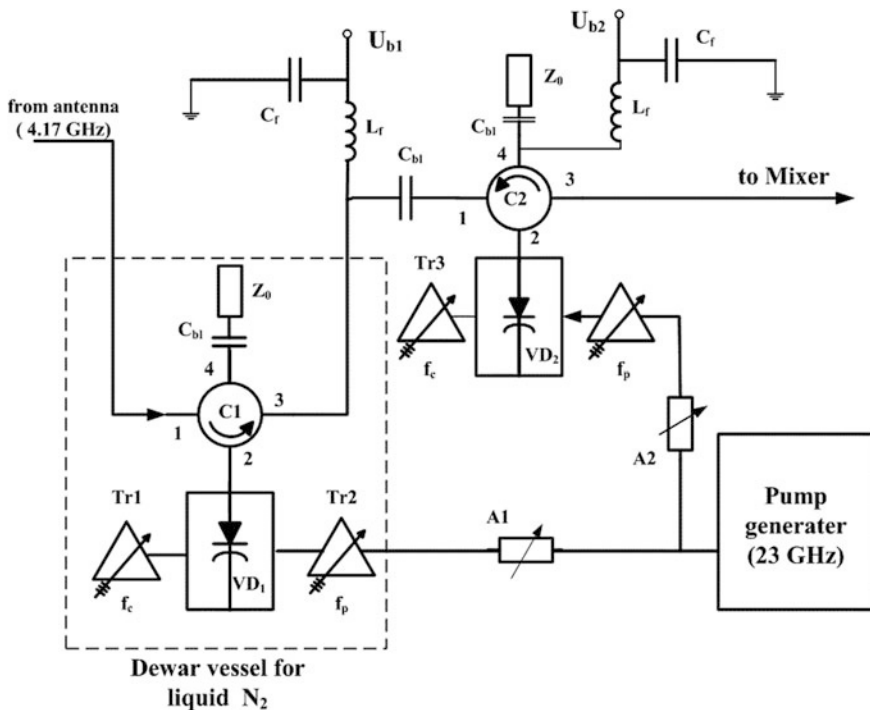 U_b1
U_b2
C_f
Z_0
C_f
from antenna
( 4.17 GHz)
L_f
L_f
C_bl
C_bl
4
3
to Mixer
C2
1
2
Tr3
Z_0
C_bl
VD_2
f_c
f_p
4
3
C1
1
A2
2
Tr1
Tr2
A1
Pump
generater
(23 GHz)
VD_1
f_c
f_p
Dewar vessel for
liquid N_2